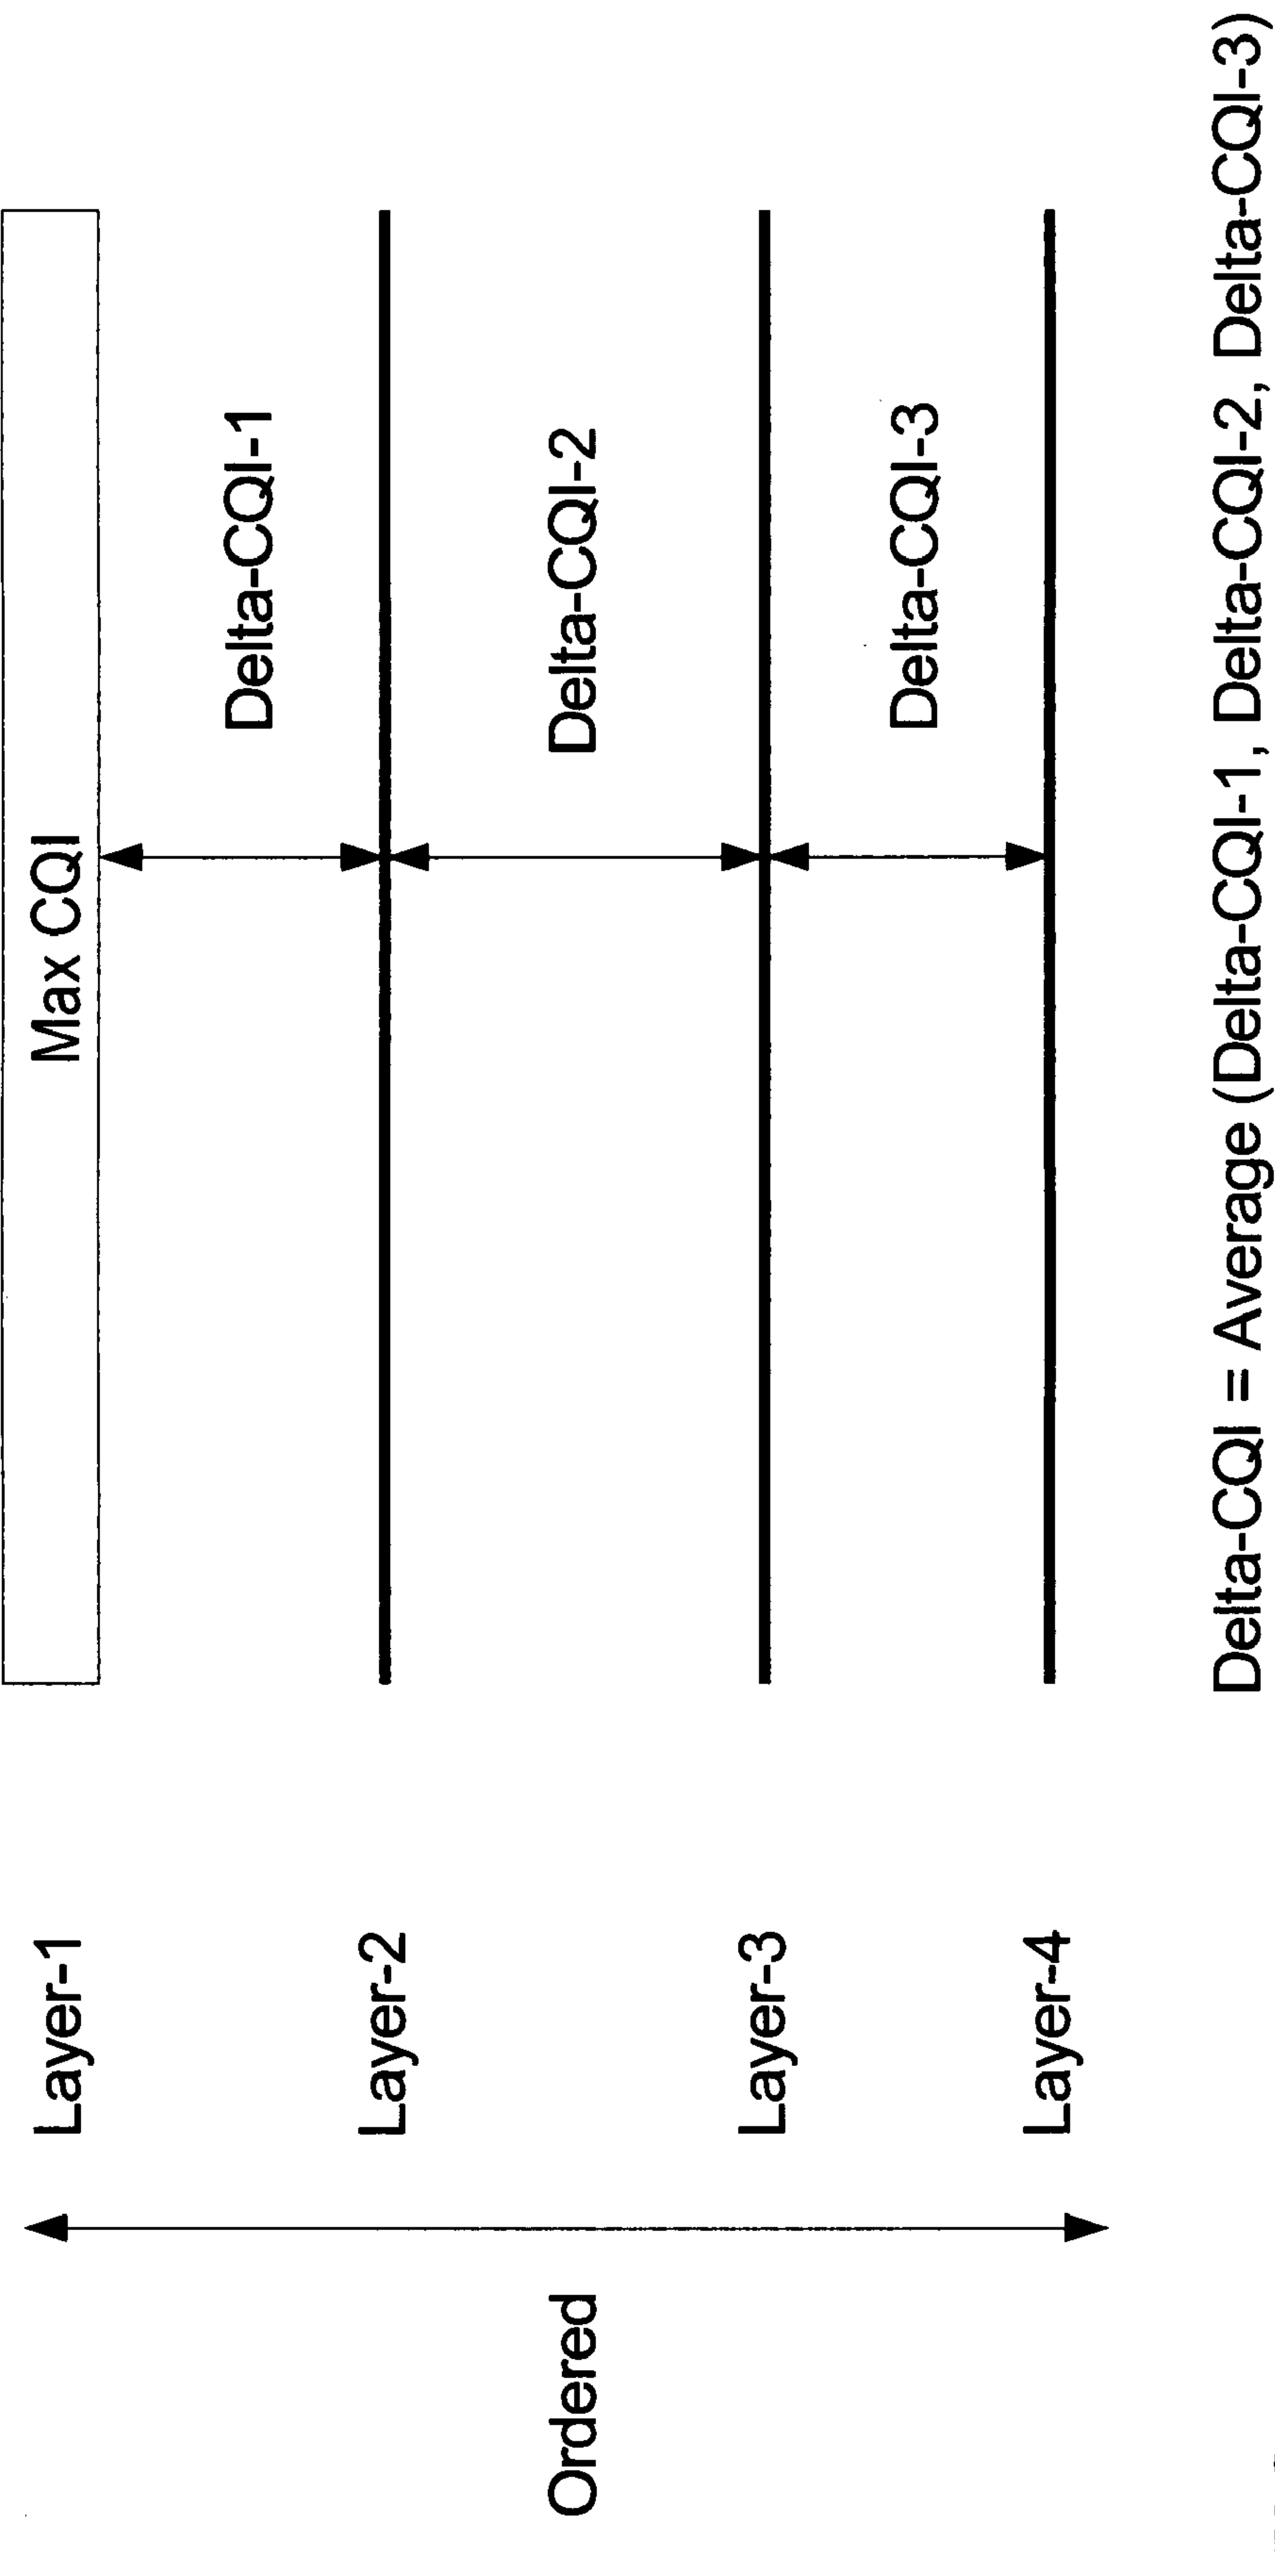 Layer-1
Max CQI
Delta-CQI-1
Layer-2
Delta-CQI-2
Ordered
Layer-3
Delta-CQI-3
Layer-4
Delta-CQI = Average (Delta-CQI-1, Delta-CQI-2, Delta-CQI-3)